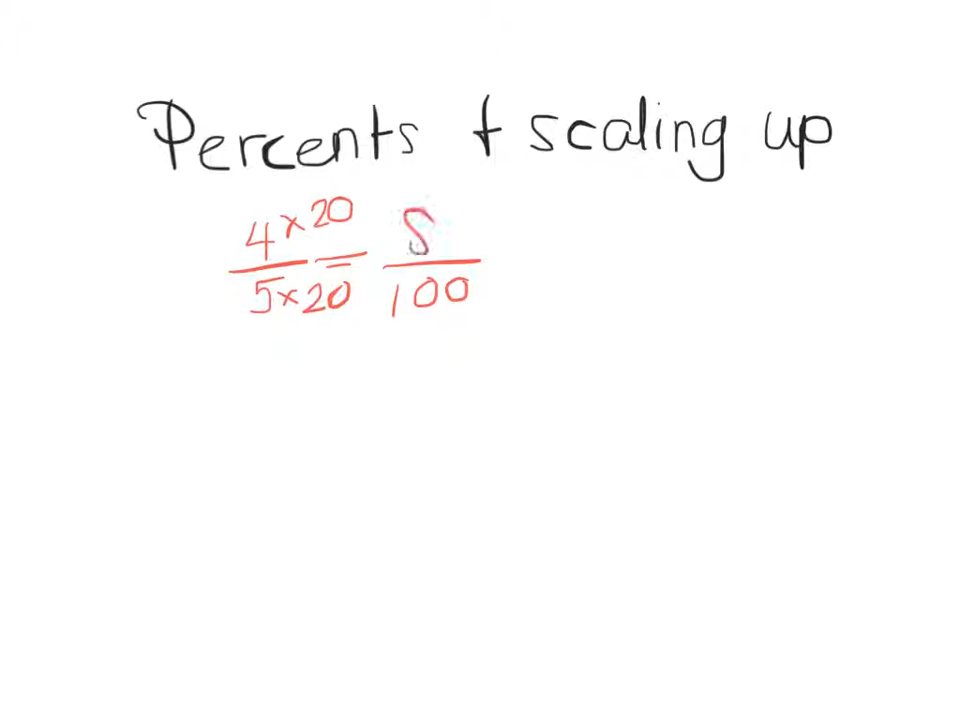 Percents + scaling up
4 x 20 = 8
5 x 20 100